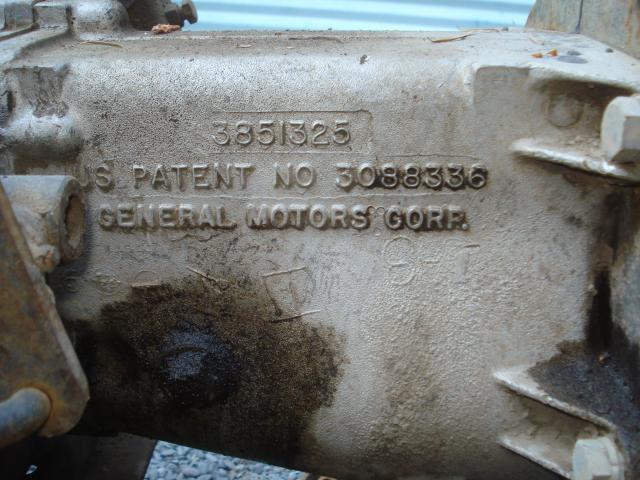 3851325
US PATENT NO 3088336
GENERAL MOTORS CORP.